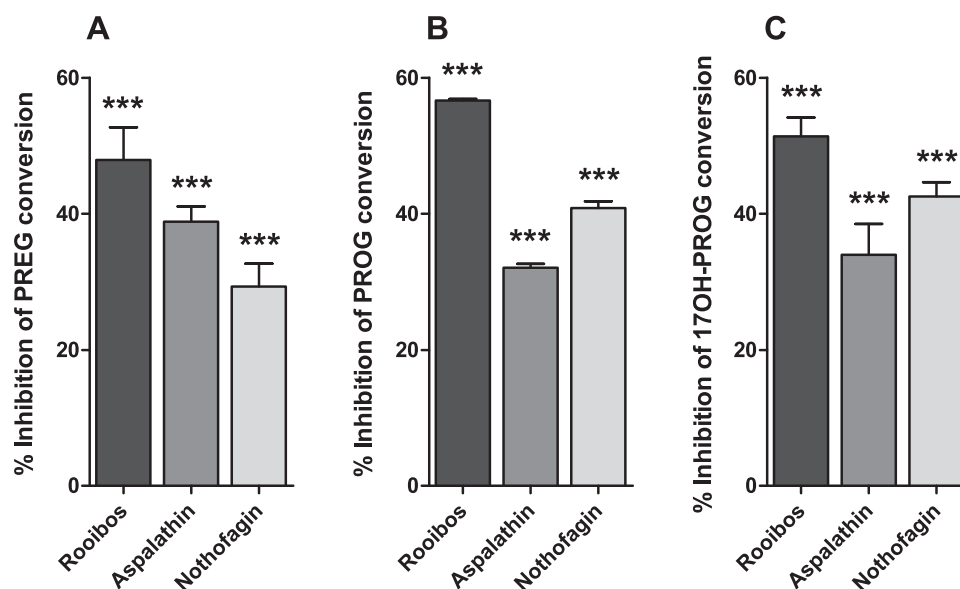 A
% Inhibition of PREG conversion
60
40
20
0
***
***
***
Rooibos
Aspalathin
Nothofagin
B
% Inhibition of PROG conversion
60
40
20
0
***
***
***
Rooibos
Aspalathin
Nothofagin
C
% Inhibition of 17OH-PROG conversion
60
40
20
0
***
***
***
Rooibos
Aspalathin
Nothofagin